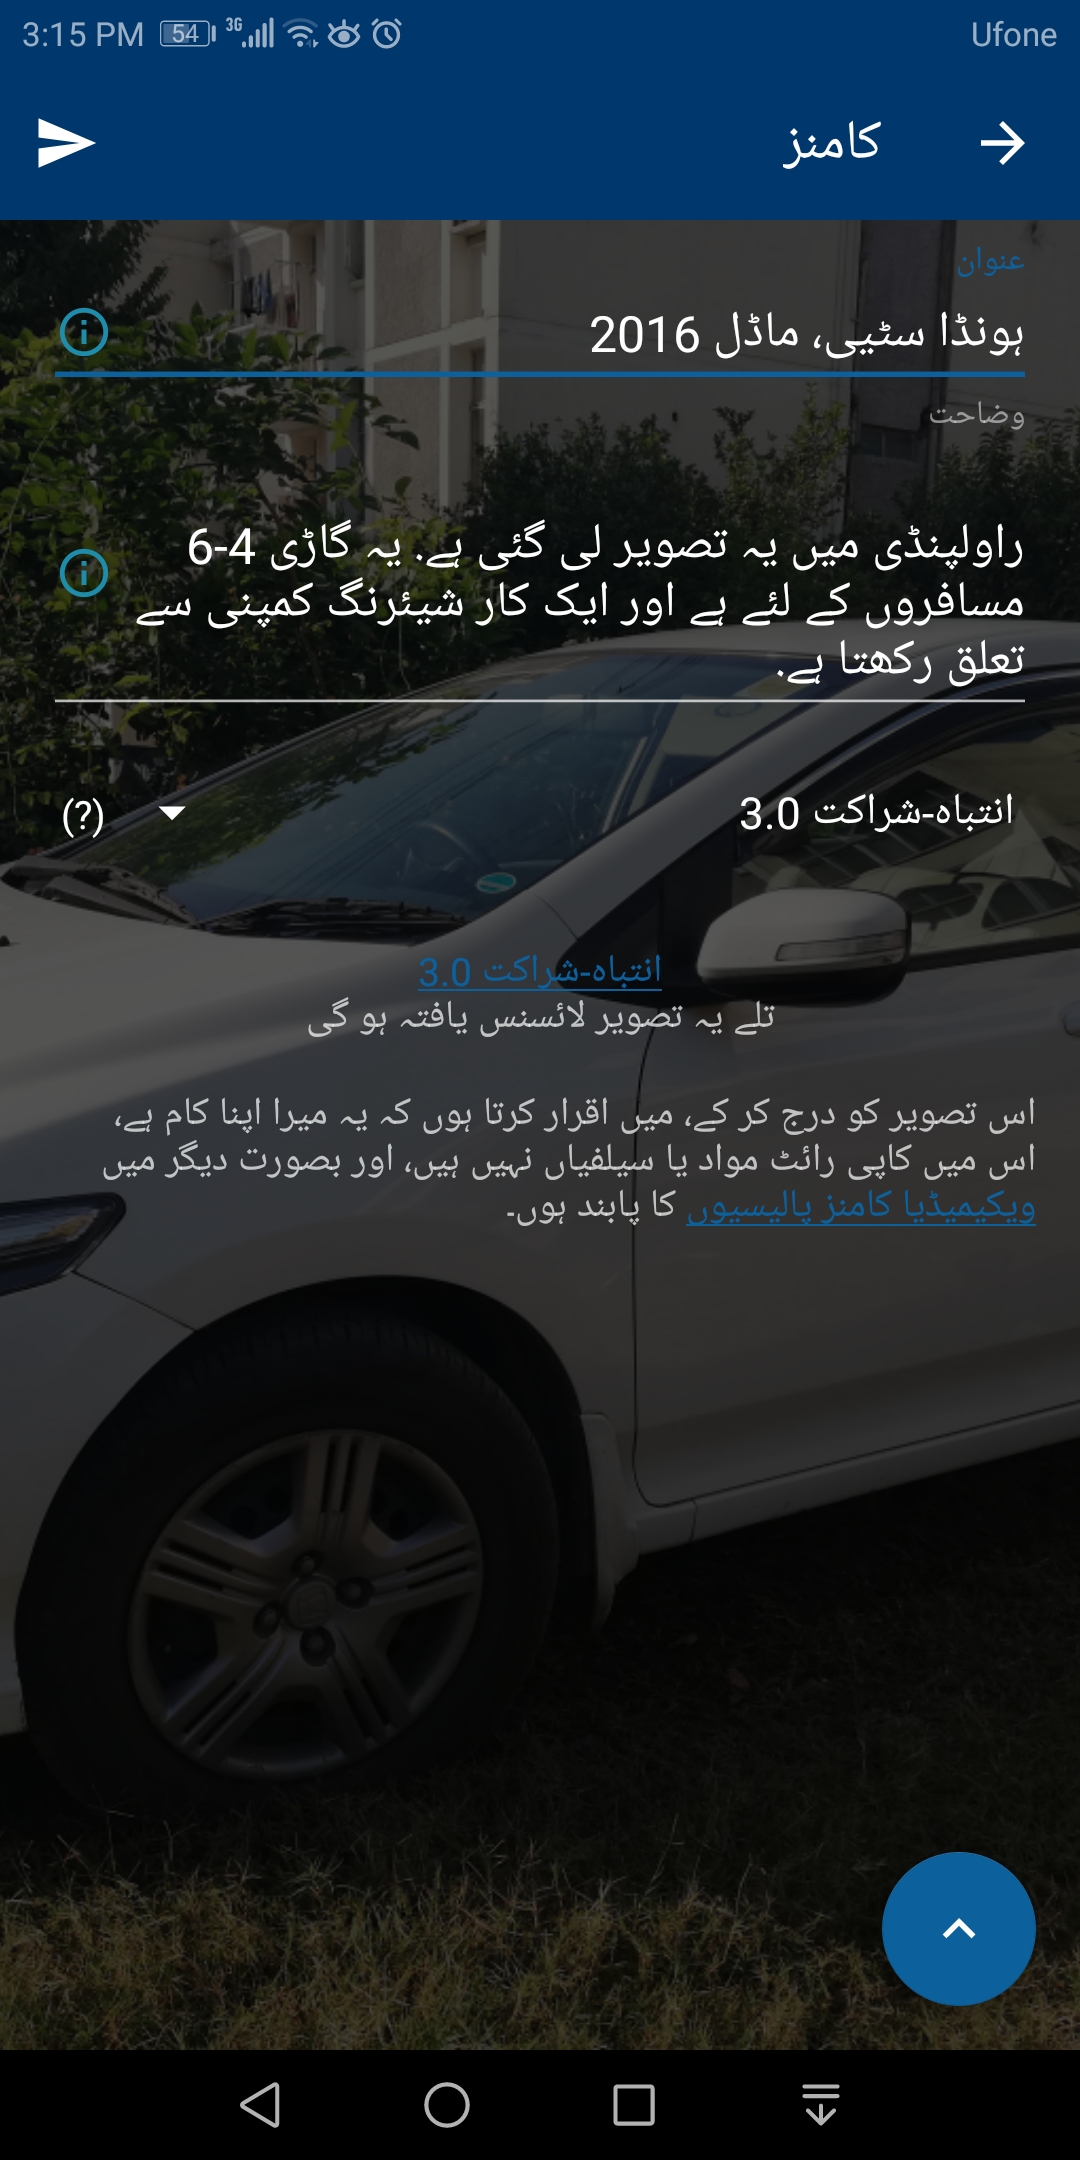 3:15 PM 54 3G Ufone
کامنز
عنوان
ہونڈا سٹیی، ماڈل 2016
وضاحت
راولپنڈی میں یہ تصویر لی گئی ہے. یہ گاڑی 4-6
مسافروں کے لئے ہے اور ایک کار شیئرنگ کمپنی سے
تعلق رکھتا ہے.
انتباہ-شراکت 3.0
(?)
انتباہ-شراکت 3.0
تلے یہ تصویر لائسنس یافتہ ہو گی
اس تصویر کو درج کر کے، میں اقرار کرتا ہوں کہ یہ میرا اپنا کام ہے،
اس میں کاپی رائٹ مواد یا سیلفیاں نہیں ہیں، اور بصورت دیگر میں
ویکیمیڈیا کامنز پالیسیوں کا پابند ہوں۔